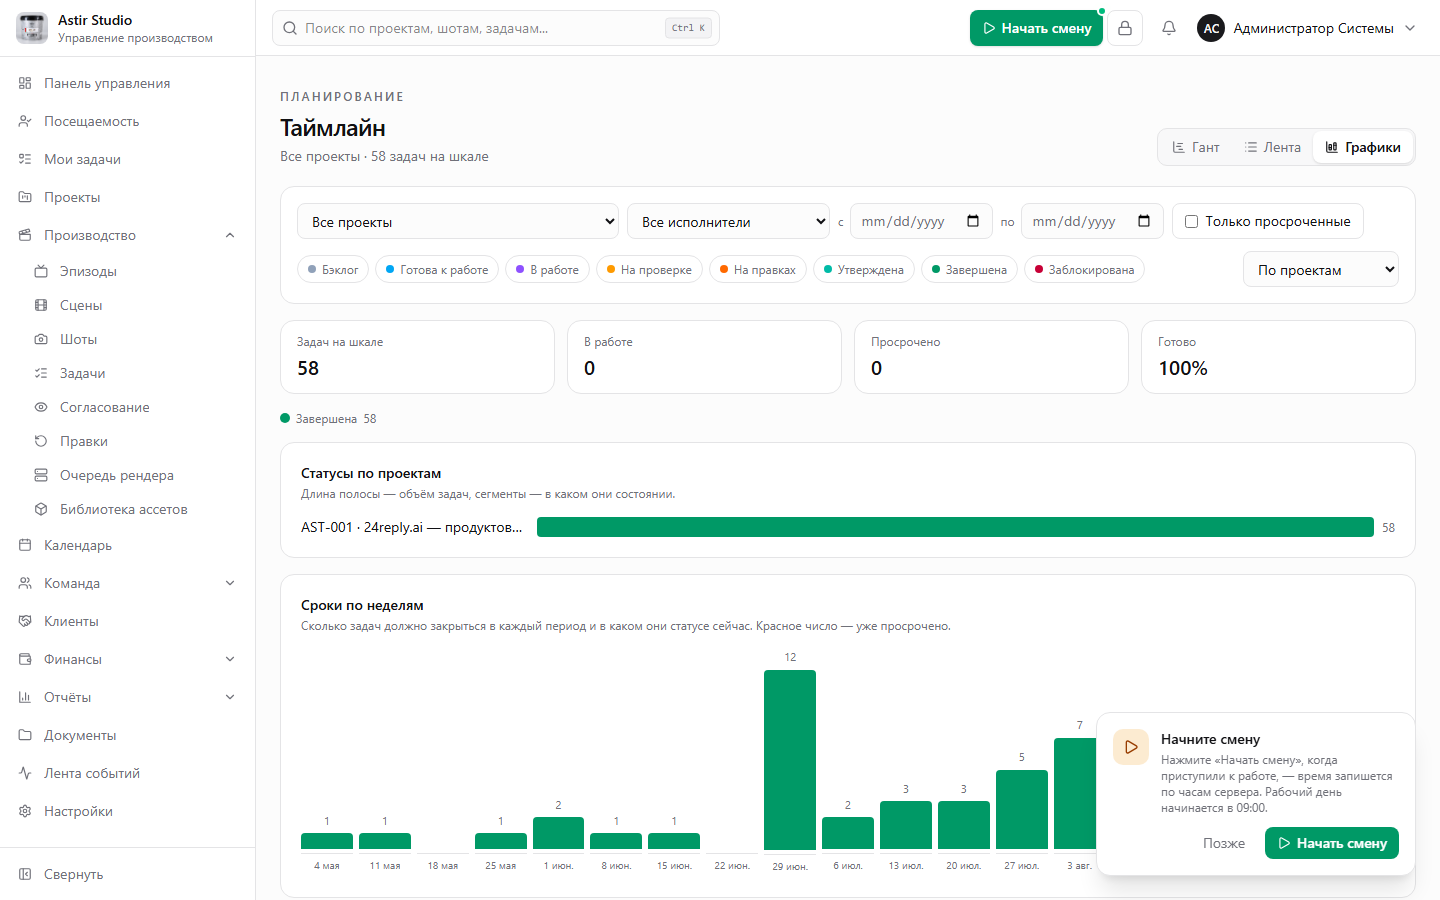 Astir Studio
Управление производством
Поиск по проектам, шотам, задачам...
Ctrl K
Начать смену
АС
Администратор Системы
Панель управления
Посещаемость
Мои задачи
Проекты
Производство
Эпизоды
Сцены
Шоты
Задачи
Согласование
Правки
Очередь рендера
Библиотека ассетов
Календарь
Команда
Клиенты
Финансы
Отчёты
Документы
Лента событий
Настройки
Свернуть
ПЛАНИРОВАНИЕ
Таймлайн
Все проекты · 58 задач на шкале
Гант
Лента
Графики
Все проекты
Все исполнители
с
mm/dd/yyyy
по
mm/dd/yyyy
Только просроченные
Бэклог
Готова к работе
В работе
На проверке
На правках
Утверждена
Завершена
Заблокирована
По проектам
Задач на шкале
58
В работе
0
Просрочено
0
Готово
100%
Завершена 58
Статусы по проектам
Длина полосы — объём задач, сегменты — в каком они состоянии.
AST-001 · 24reply.ai — продуктов...
58
Сроки по неделям
Сколько задач должно закрыться в каждый период и в каком они статусе сейчас. Красное число — уже просрочено.
1
1
1
2
1
1
12
2
3
3
5
7
4 мая
11 мая
18 мая
25 мая
1 июн.
8 июн.
15 июн.
22 июн.
29 июн.
6 июл.
13 июл.
20 июл.
27 июл.
3 авг.
Начните смену
Нажмите «Начать смену», когда
приступили к работе, — время запишется
по часам сервера. Рабочий день
начинается в 09:00.
Позже
Начать смену